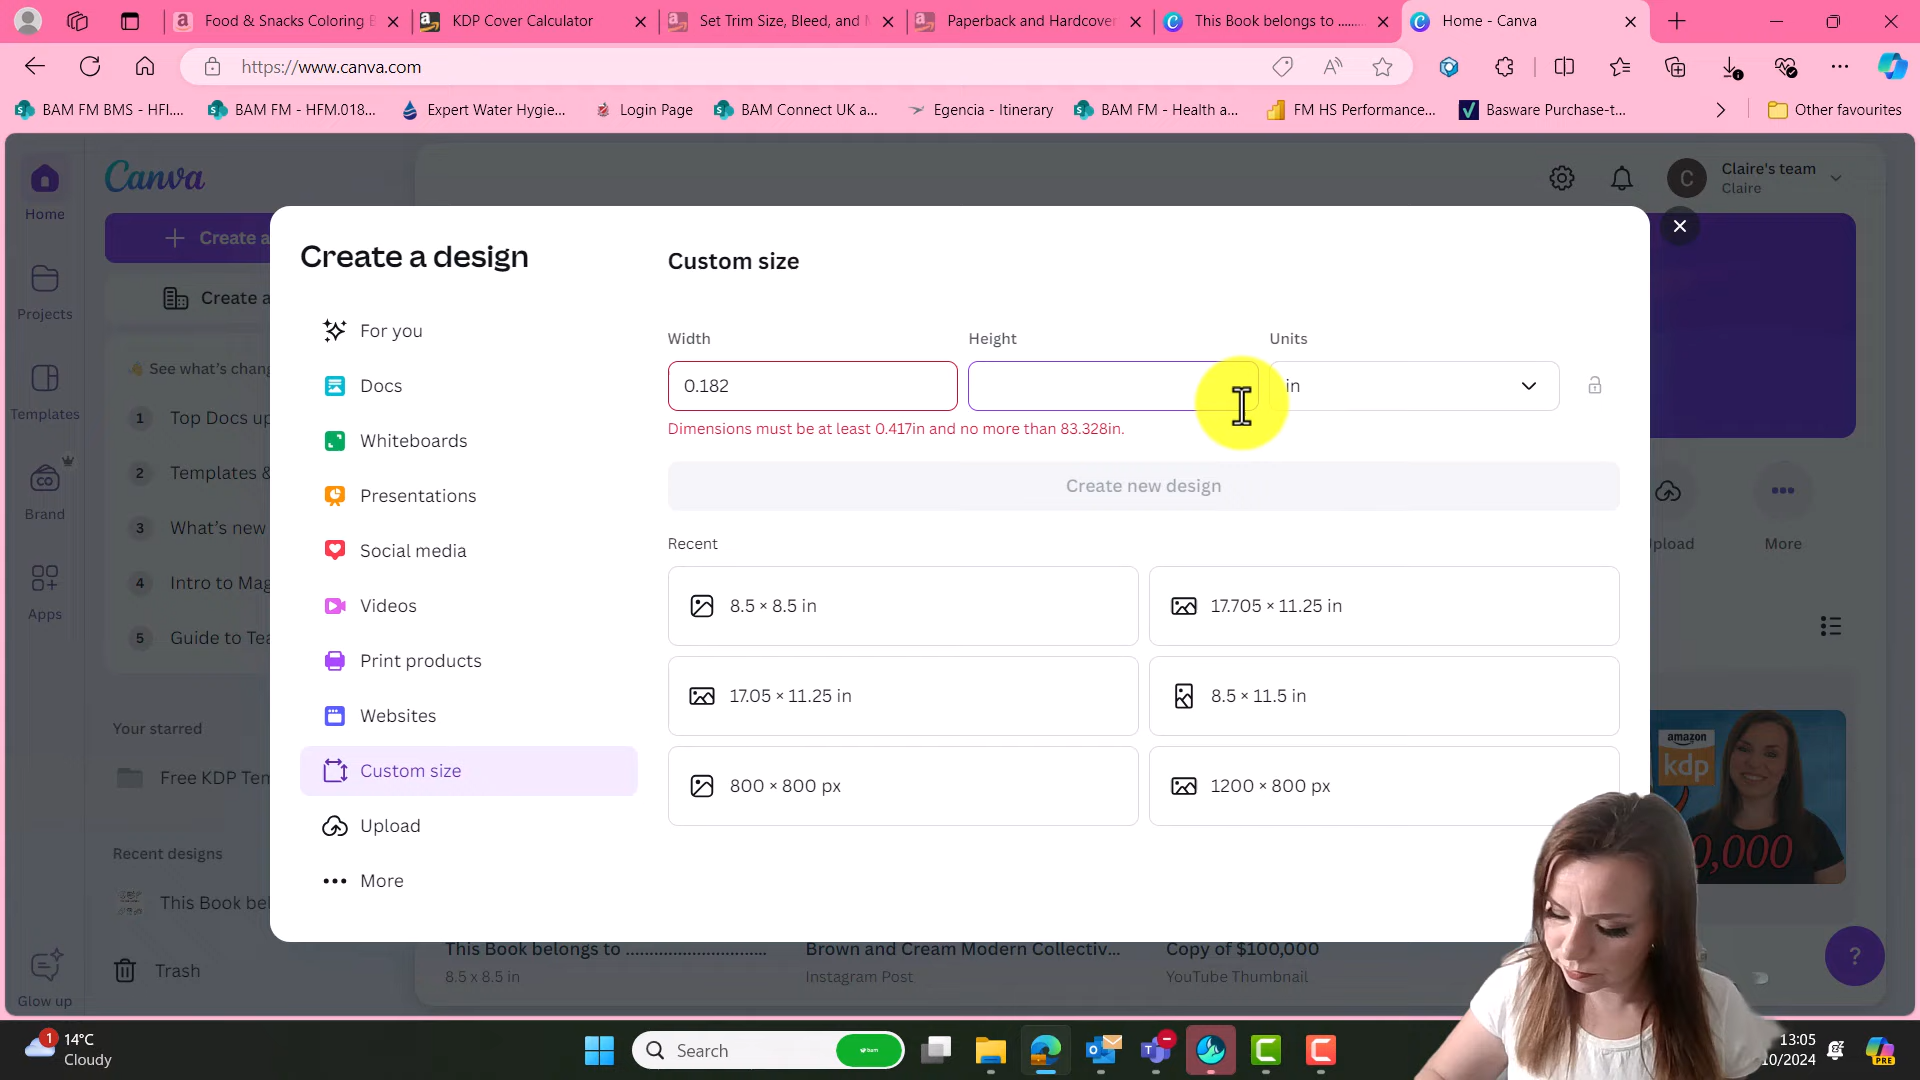 Food & Snacks Coloring B
KDP Cover Calculator
Set Trim Size, Bleed, and M
Paperback and Hardcover
This Book belongs to ........
Home - Canva
https://www.canva.com
BAM FM BMS - HFI....
BAM FM - HFM.018...
Expert Water Hygie...
Login Page
BAM Connect UK a...
Egencia - Itinerary
BAM FM - Health a...
FM HS Performance...
Basware Purchase-t...
Other favourites
Canva
Claire's team
Claire
C
Home
Create a
Create a
Projects
See what's chang
1 Top Docs up
Templates
2 Templates &
3 What's new
Brand
4 Intro to Mag
Apps
5 Guide to Tea
Your starred
Free KDP Tem
Recent designs
This Book bel
Trash
Glow up
Create a design
For you
Docs
Whiteboards
Presentations
Social media
Videos
Print products
Websites
Custom size
Upload
More
Custom size
Width
Height
Units
0.182
in
Dimensions must be at least 0.417in and no more than 83.328in.
Create new design
Recent
8.5 × 8.5 in
17.705 × 11.25 in
17.05 × 11.25 in
8.5 × 11.5 in
800 × 800 px
1200 × 800 px
pload
More
amazon
kdp
0,000
This Book belongs to ..............................
8.5 x 8.5 in
Brown and Cream Modern Collectiv...
Instagram Post
Copy of $100,000
YouTube Thumbnail
?
1
14°C
Cloudy
Search
bam
13:05
10/2024
PRE